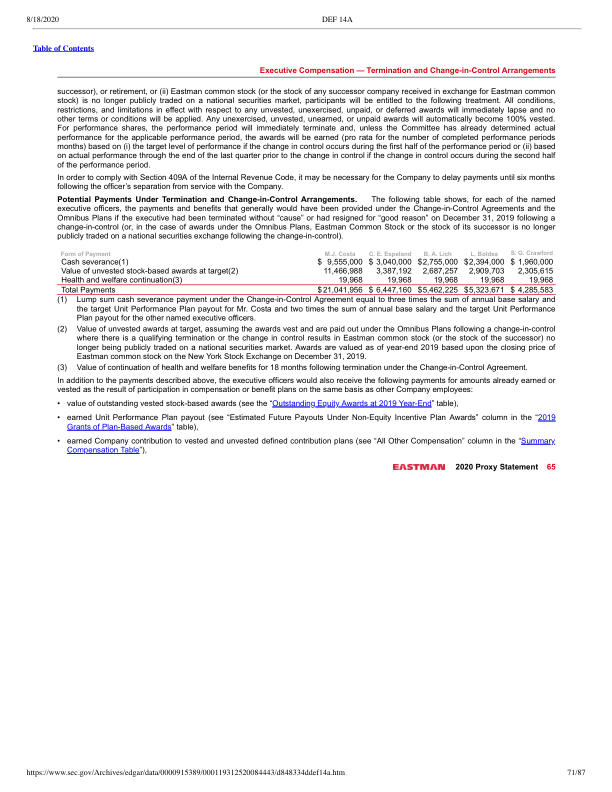 8/18/2020 DEF 14A
Table of Contents
Executive Compensation — Termination and Change-in-Control Arrangements
successor), or retirement, or (ii) Eastman common stock (or the stock of any successor company received in exchange for Eastman common
stock) is no longer publicly traded on a national securities market, participants will be entitled to the following treatment. All conditions,
restrictions, and limitations in effect with respect to any unvested, unexercised, unpaid, or deferred awards will immediately lapse and no
other terms or conditions will be applied. Any unexercised, unvested, unearned, or unpaid awards will automatically become 100% vested.
For performance shares, the performance period will immediately terminate and, unless the Committee has already determined actual
performance for the applicable performance period, the awards will be earned (pro rata for the number of completed performance periods
months) based on (i) the target level of performance if the change in control occurs during the first half of the performance period or (ii) based
on actual performance through the end of the last quarter prior to the change in control if the change in control occurs during the second half
of the performance period.
In order to comply with Section 409A of the Internal Revenue Code, it may be necessary for the Company to delay payments until six months
following the officer's separation from service with the Company.
Potential Payments Under Termination and Change-in-Control Arrangements. The following table shows, for each of the named
executive officers, the payments and benefits that generally would have been provided under the Change-in-Control Agreements and the
Omnibus Plans if the executive had been terminated without “cause” or had resigned for “good reason” on December 31, 2019 following a
change-in-control (or, in the case of awards under the Omnibus Plans, Eastman Common Stock or the stock of its successor is no longer
publicly traded on a national securities exchange following the change-in-control).
Form of Payment M.J. Costa C. E. Espeland B. A. Lich L. Boldea S. G. Crawford
Cash severance(1) $ 9,555,000 $ 3,040,000 $2,755,000 $2,394,000 $ 1,960,000
Value of unvested stock-based awards at target(2) 11,466,988 3,387,192 2,687,257 2,909,703 2,305,615
Health and welfare continuation(3) 19,968 19,968 19,968 19,968 19,968
Total Payments $21,041,956 $ 6,447,160 $5,462,225 $5,323,671 $ 4,285,583
(1) Lump sum cash severance payment under the Change-in-Control Agreement equal to three times the sum of annual base salary and
the target Unit Performance Plan payout for Mr. Costa and two times the sum of annual base salary and the target Unit Performance
Plan payout for the other named executive officers.
(2) Value of unvested awards at target, assuming the awards vest and are paid out under the Omnibus Plans following a change-in-control
where there is a qualifying termination or the change in control results in Eastman common stock (or the stock of the successor) no
longer being publicly traded on a national securities market. Awards are valued as of year-end 2019 based upon the closing price of
Eastman common stock on the New York Stock Exchange on December 31, 2019.
(3) Value of continuation of health and welfare benefits for 18 months following termination under the Change-in-Control Agreement.
In addition to the payments described above, the executive officers would also receive the following payments for amounts already earned or
vested as the result of participation in compensation or benefit plans on the same basis as other Company employees:
• value of outstanding vested stock-based awards (see the “Outstanding Equity Awards at 2019 Year-End” table),
• earned Unit Performance Plan payout (see “Estimated Future Payouts Under Non-Equity Incentive Plan Awards” column in the “2019
Grants of Plan-Based Awards” table),
• earned Company contribution to vested and unvested defined contribution plans (see “All Other Compensation” column in the “Summary
Compensation Table”),
EASTMAN 2020 Proxy Statement 65
https://www.sec.gov/Archives/edgar/data/0000915389/000119312520084443/d848334ddef14a.htm 71/87